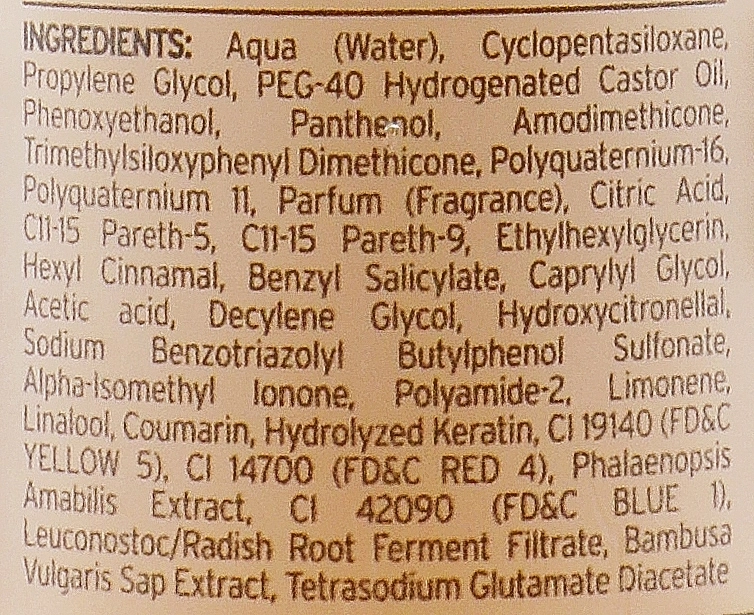 INGREDIENTS: Aqua (Water), Cyclopentasiloxane,
Propylene Glycol, PEG-40 Hydrogenated Castor Oil,
Phenoxyethanol, Panthenol, Amodimethicone,
Trimethylsiloxyphenyl Dimethicone, Polyquaternium-16,
Polyquaternium 11, Parfum (Fragrance), Citric Acid,
C11-15 Pareth-5, C11-15 Pareth-9, Ethylhexylglycerin,
Hexyl Cinnamal, Benzyl Salicylate, Caprylyl Glycol,
Acetic acid, Decylene Glycol, Hydroxycitronellal,
Sodium Benzotriazolyl Butylphenol Sulfonate,
Alpha-Isomethyl Ionone, Polyamide-2, Limonene,
Linalool, Coumarin, Hydrolyzed Keratin, CI 19140 (FD&C
YELLOW 5), CI 14700 (FD&C RED 4), Phalaenopsis
Amabilis Extract, CI 42090 (FD&C BLUE 1),
Leuconostoc/Radish Root Ferment Filtrate, Bambusa
Vulgaris Sap Extract, Tetrasodium Glutamate Diacetate